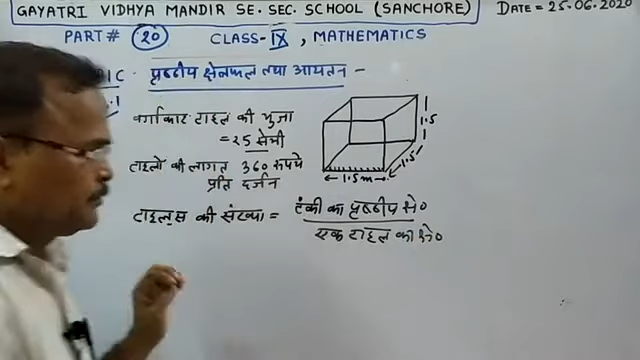 GAYATRI VIDHYA MANDIR SE. SEC. SCHOOL (SANCHORE) DATE = 25.06.2020
PART # 20 CLASS-IX, MATHEMATICS
IC पृष्ठीय क्षेत्रफल तथा आयतन -
.1
वर्गाकार टाइल की भुजा
= 25 सेमी
टाइलों की लागत 360 रुपये
प्रति दर्जन
टाइल्स की संख्या = टंकी का पृष्ठीय क्षे०
एक टाइल का क्षे०
1.5
1.5
1.5m